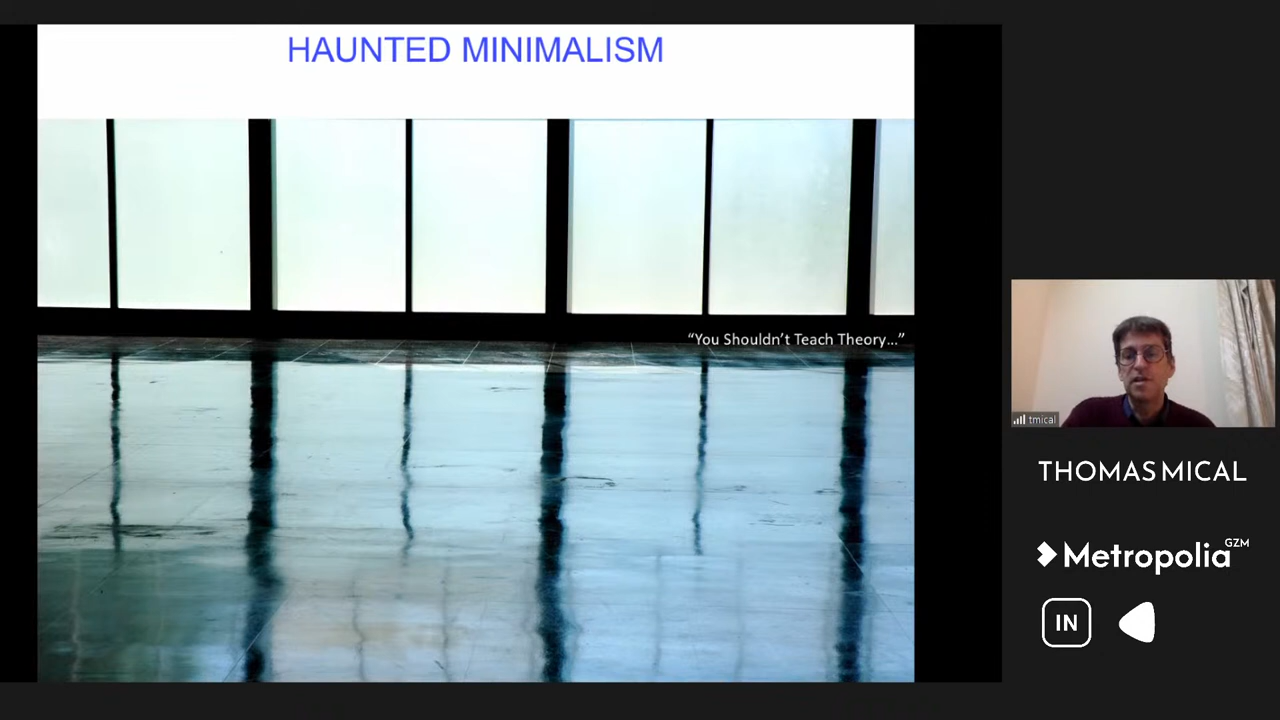 HAUNTED MINIMALISM
“You Shouldn’t Teach Theory...”
tmical
THOMAS MICAL
Metropolia GZM
IN